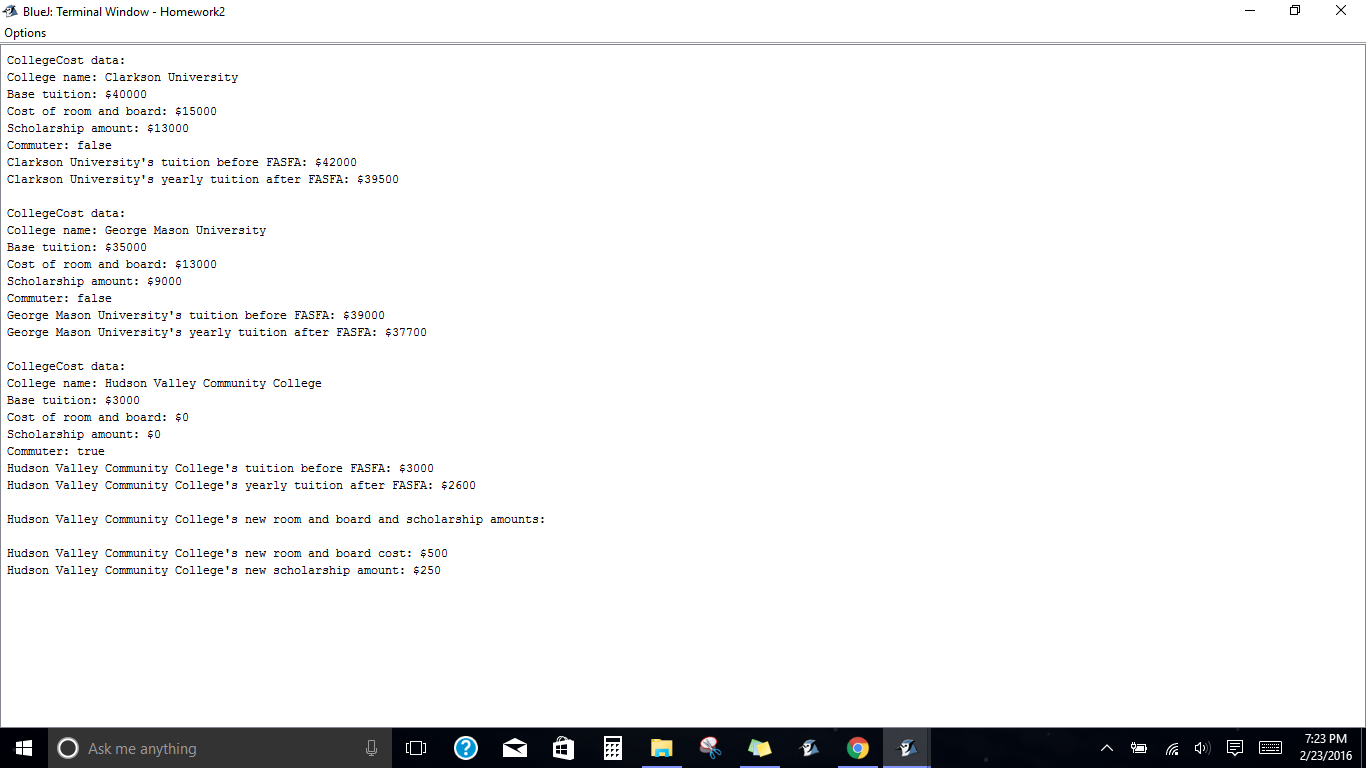 BlueJ: Terminal Window - Homework2
Options
CollegeCost data:
College name: Clarkson University
Base tuition: $40000
Cost of room and board: $15000
Scholarship amount: $13000
Commuter: false
Clarkson University's tuition before FASFA: $42000
Clarkson University's yearly tuition after FASFA: $39500
CollegeCost data:
College name: George Mason University
Base tuition: $35000
Cost of room and board: $13000
Scholarship amount: $9000
Commuter: false
George Mason University's tuition before FASFA: $39000
George Mason University's yearly tuition after FASFA: $37700
CollegeCost data:
College name: Hudson Valley Community College
Base tuition: $3000
Cost of room and board: $0
Scholarship amount: $0
Commuter: true
Hudson Valley Community College's tuition before FASFA: $3000
Hudson Valley Community College's yearly tuition after FASFA: $2600
Hudson Valley Community College's new room and board and scholarship amounts:
Hudson Valley Community College's new room and board cost: $500
Hudson Valley Community College's new scholarship amount: $250
Ask me anything
7:23 PM
2/23/2016